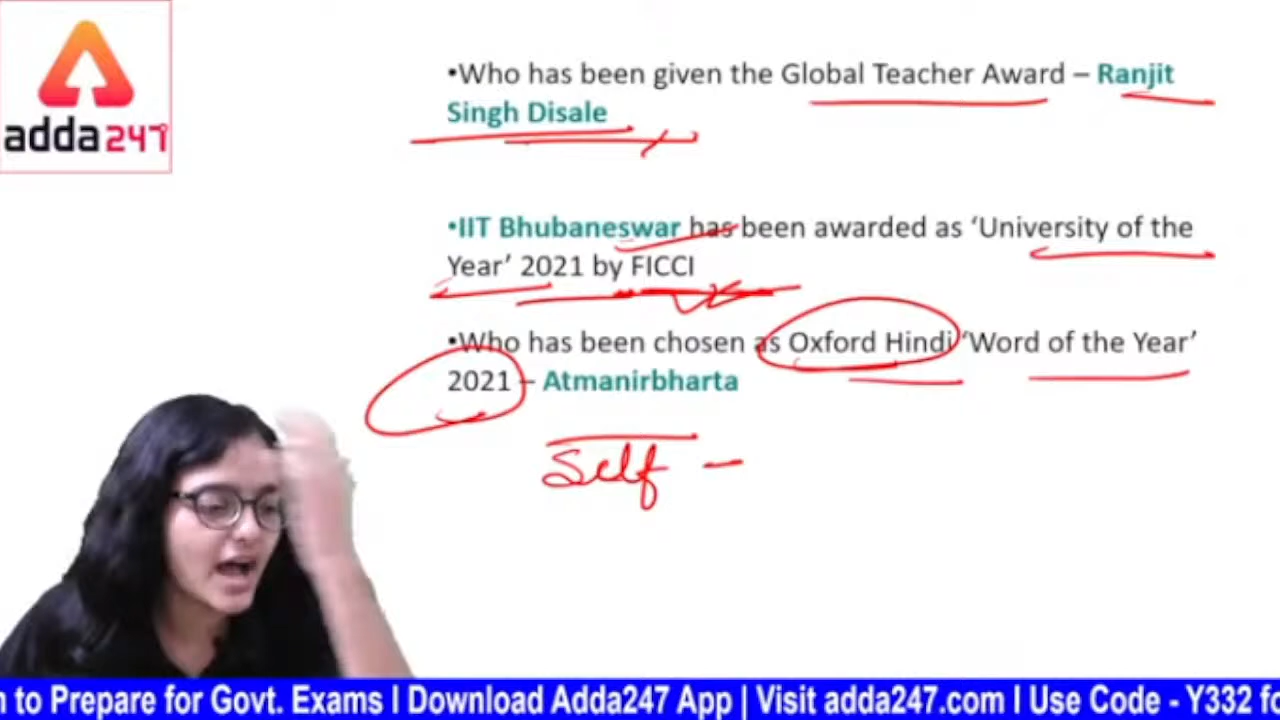 adda247
•Who has been given the Global Teacher Award – Ranjit
Singh Disale
•IIT Bhubaneswar has been awarded as ‘University of the
Year’ 2021 by FICCI
•Who has been chosen as Oxford Hindi ‘Word of the Year’
2021 – Atmanirbharta
Self –
to Prepare for Govt. Exams I Download Adda247 App | Visit adda247.com I Use Code - Y332